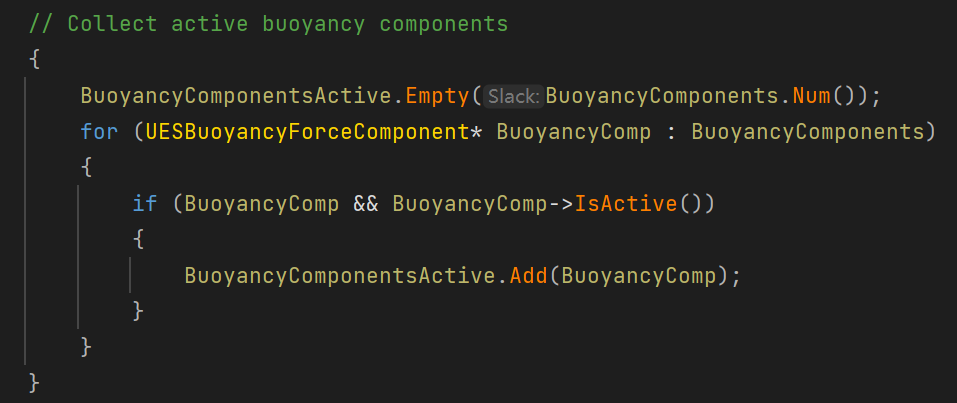 // Collect active buoyancy components
{
    BuoyancyComponentsActive.Empty(Slack:BuoyancyComponents.Num());
    for (UESBuoyancyForceComponent* BuoyancyComp : BuoyancyComponents)
    {
        if (BuoyancyComp && BuoyancyComp->IsActive())
        {
            BuoyancyComponentsActive.Add(BuoyancyComp);
        }
    }
}